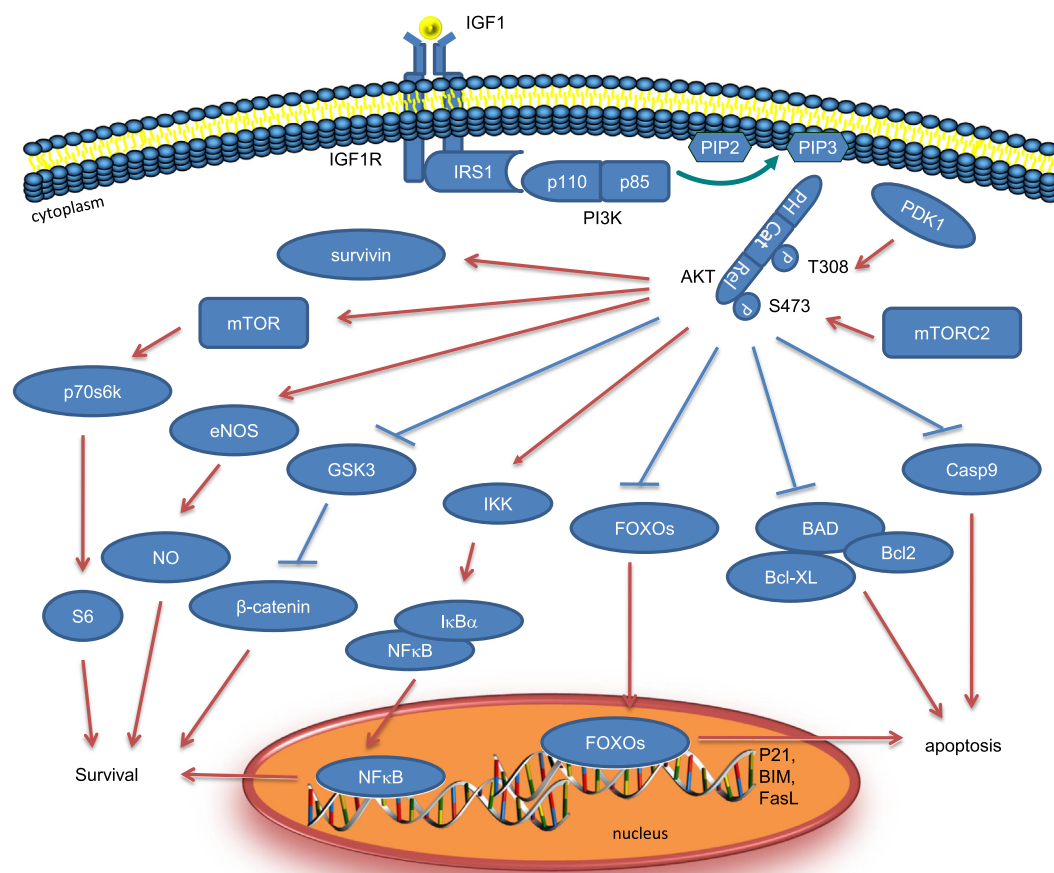 IGF1
PIP2
PIP3
IGF1R
IRS1
p110
p85
PI3K
cytoplasm
PH
Cat
Rel
P
P
PDK1
T308
AKT
S473
survivin
mTOR
mTORC2
p70s6k
eNOS
GSK3
Casp9
IKK
FOXOs
BAD
Bcl2
Bcl-XL
NO
β-catenin
S6
IκBα
NFκB
FOXOs
P21,
BIM,
FasL
apoptosis
Survival
NFκB
nucleus